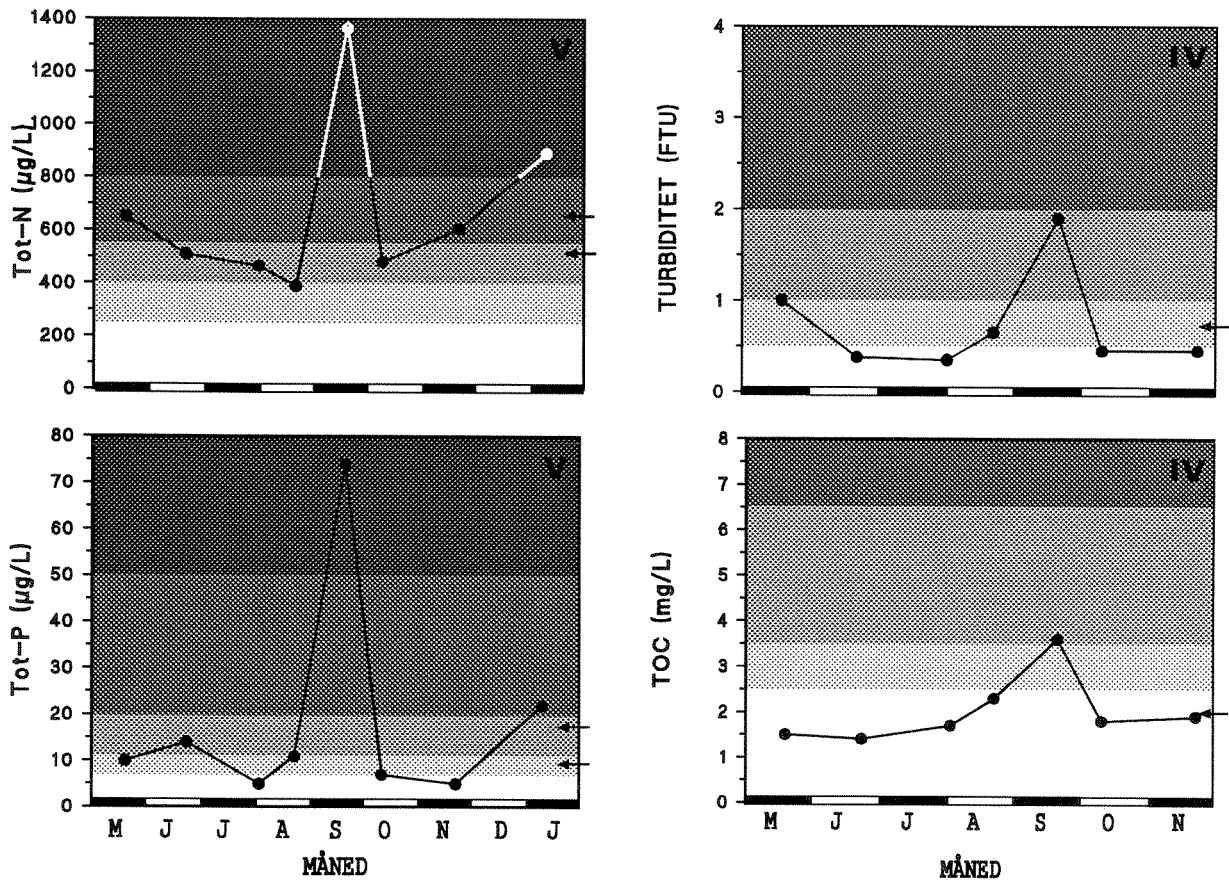 1400
1200
1000
800
600
400
200
0
Tot-N (µg/L)
V
4
3
2
1
0
TURBIDITET (FTU)
IV
80
70
60
50
40
30
20
10
0
Tot-P (µg/L)
V
M J J A S O N D J
MÅNED
8
7
6
5
4
3
2
1
0
TOC (mg/L)
IV
M J J A S O N
MÅNED